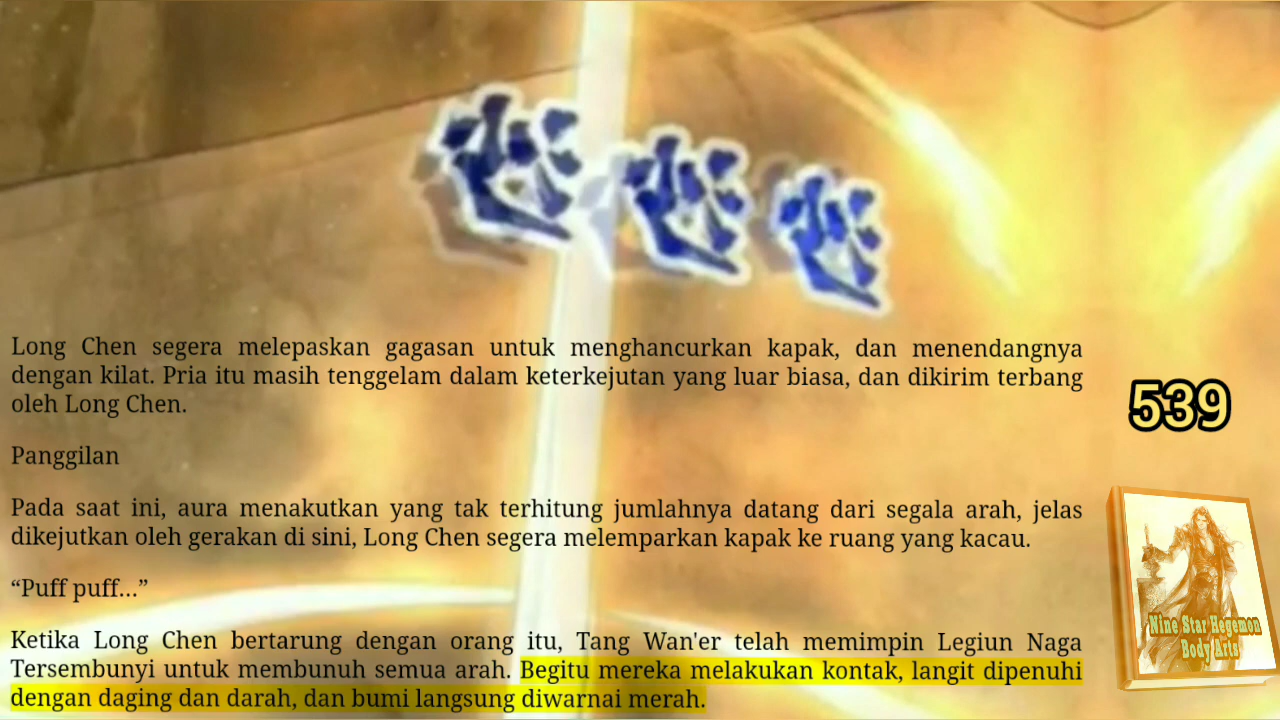 Long Chen segera melepaskan gagasan untuk menghancurkan kapak, dan menendangnya
dengan kilat. Pria itu masih tenggelam dalam keterkejutan yang luar biasa, dan dikirim terbang
oleh Long Chen.
Panggilan
Pada saat ini, aura menakutkan yang tak terhitung jumlahnya datang dari segala arah, jelas
dikejutkan oleh gerakan di sini, Long Chen segera melemparkan kapak ke ruang yang kacau.
“Puff puff...”
Ketika Long Chen bertarung dengan orang itu, Tang Wan'er telah memimpin Legiun Naga
Tersembunyi untuk membunuh semua arah. Begitu mereka melakukan kontak, langit dipenuhi
dengan daging dan darah, dan bumi langsung diwarnai merah.
539
Nine Star Hegemon
Body Arts